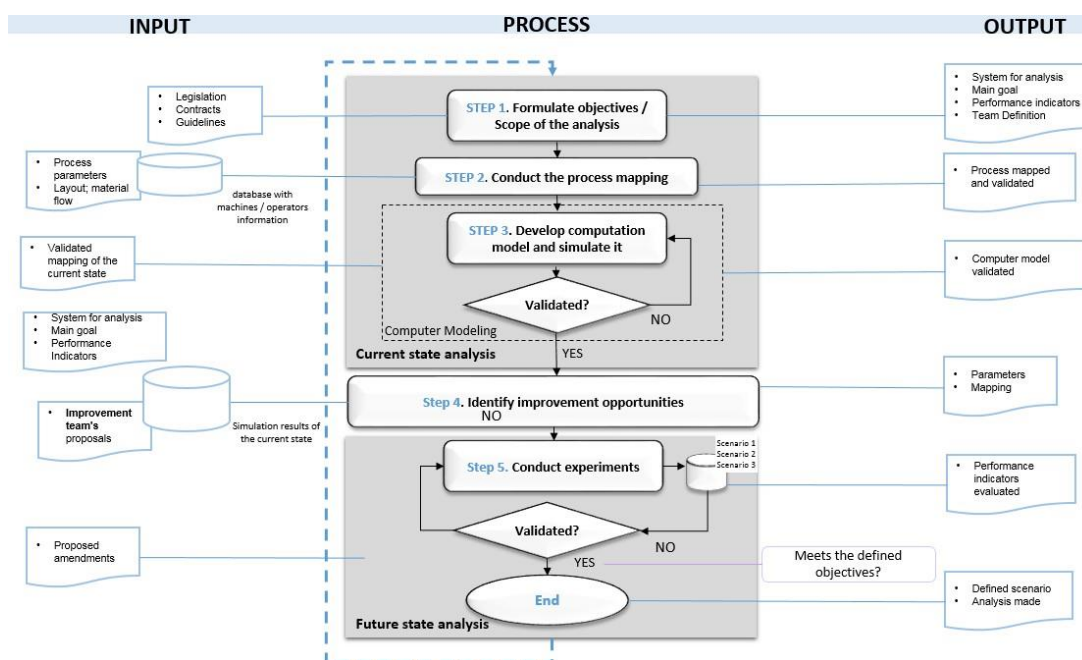 INPUT
PROCESS
OUTPUT
• Legislation
• Contracts
• Guidelines
STEP 1. Formulate objectives /
Scope of the analysis
• System for analysis
• Main goal
• Performance indicators
• Team Definition
• Process
parameters
• Layout; material
flow
database with
machines / operators
information
STEP 2. Conduct the process mapping
• Process mapped
and validated
• Validated
mapping of the
current state
STEP 3. Develop computation
model and simulate it
Validated?
NO
Computer Modeling
YES
Current state analysis
• Computer model
validated
• System for analysis
• Main goal
• Performance
Indicators
• Improvement
team's
proposals
Simulation results of
the current state
Step 4. Identify improvement opportunities
NO
• Parameters
• Mapping
Step 5. Conduct experiments
Scenario 1
Scenario 2
Scenario 3
• Performance
indicators
evaluated
Validated?
NO
YES
Meets the defined
objectives?
• Proposed
amendments
End
Future state analysis
• Defined scenario
• Analysis made